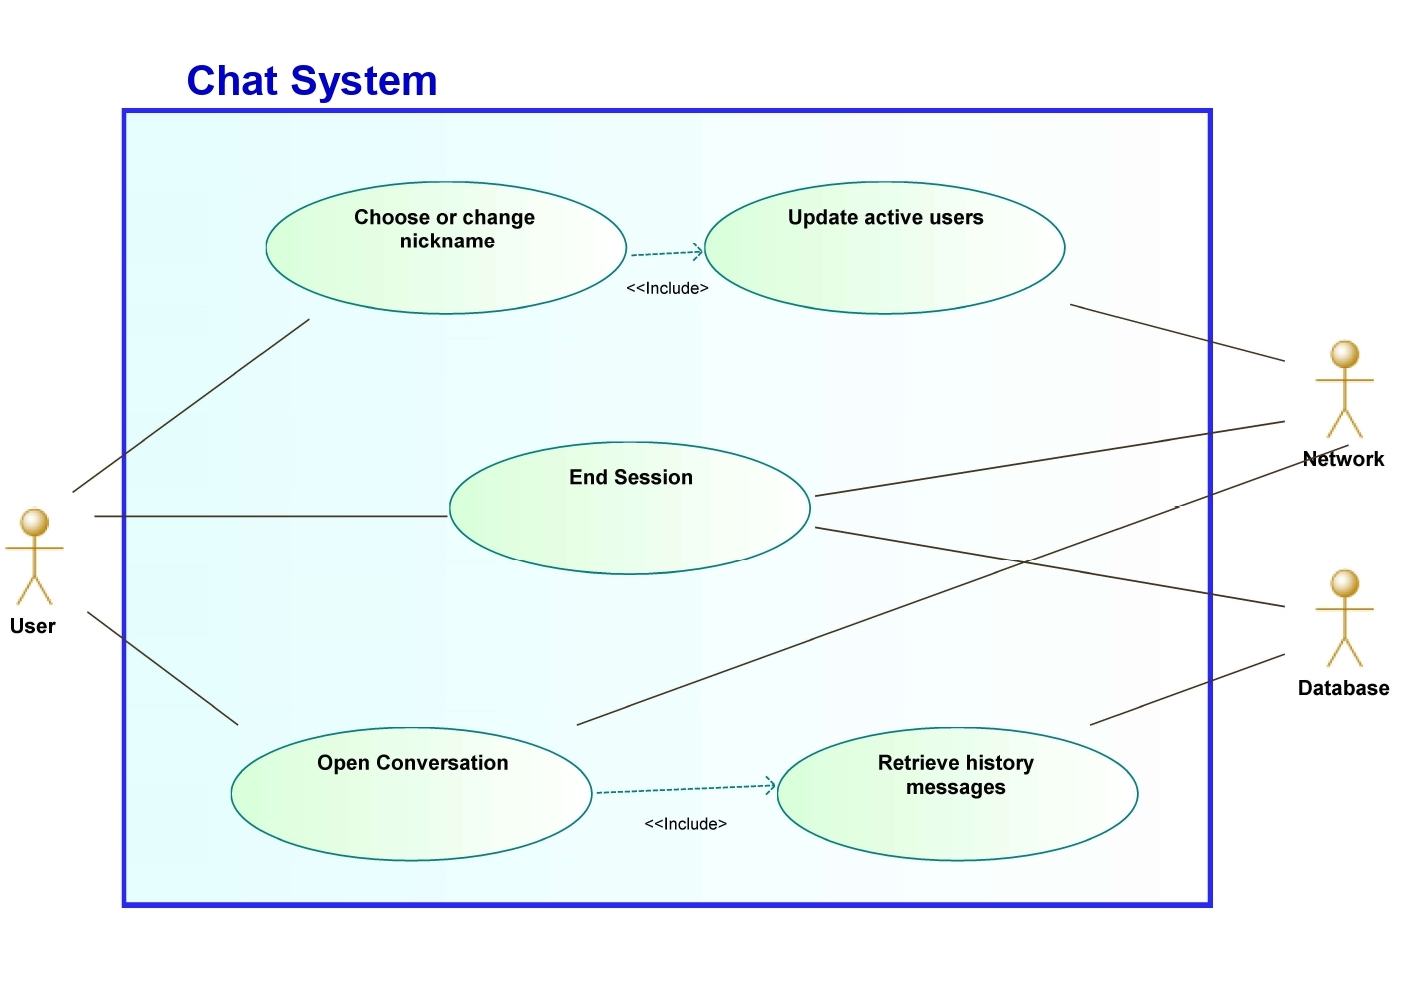 Chat System
Choose or change
nickname
Update active users
<<Include>
Network
End Session
User
Database
Open Conversation
Retrieve history
messages
<<Include>